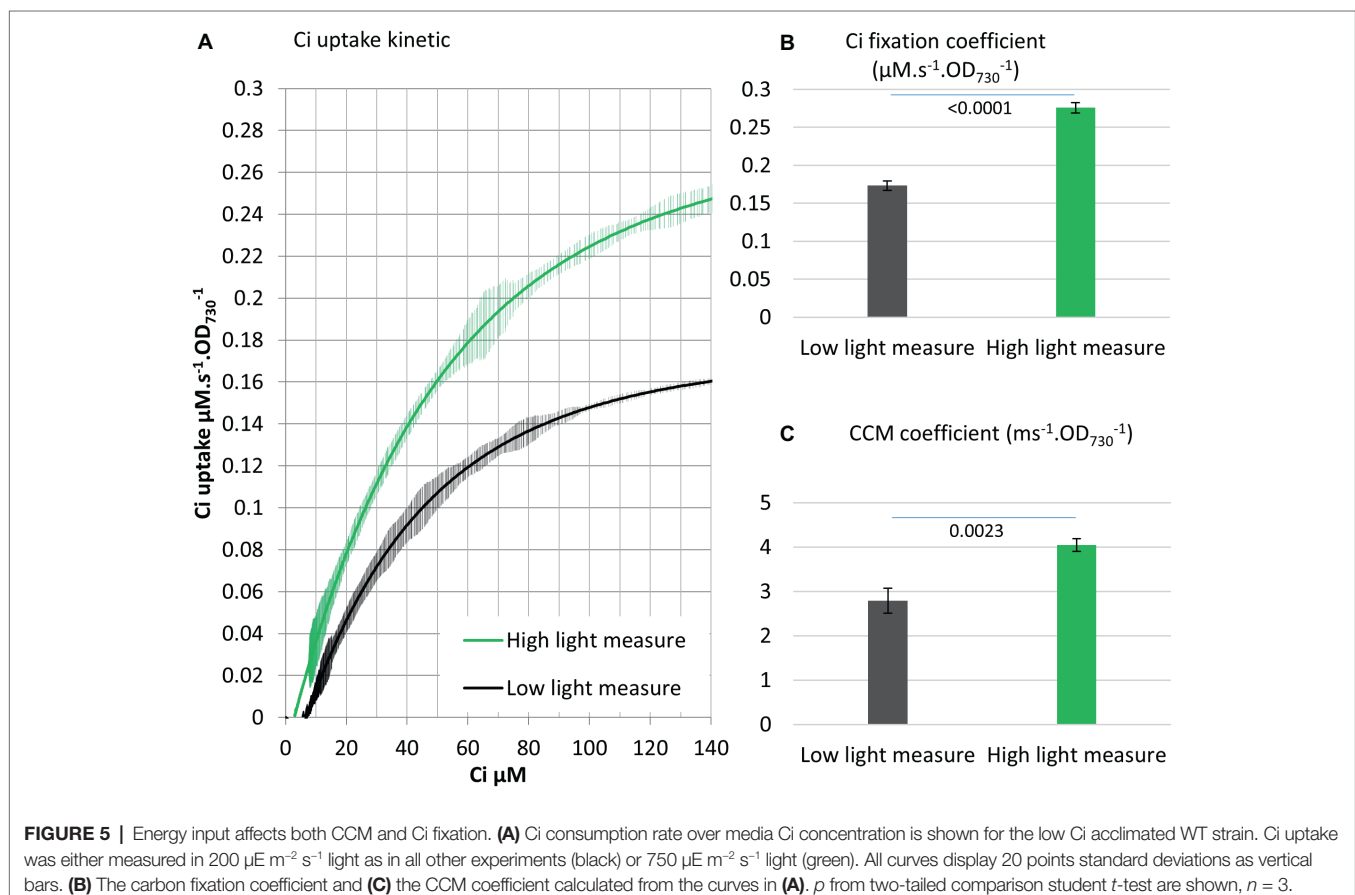 A
Ci uptake kinetic
Ci uptake µM.s⁻¹.OD₇₃₀⁻¹
0.3
0.28
0.26
0.24
0.22
0.2
0.18
0.16
0.14
0.12
0.1
0.08
0.06
0.04
0.02
0
High light measure
Low light measure
0 20 40 60 80 100 120 140
Ci µM
B
Ci fixation coefficient
(µM.s⁻¹.OD₇₃₀⁻¹)
0.3
0.25
0.2
0.15
0.1
0.05
0
<0.0001
Low light measure High light measure
C
CCM coefficient (ms⁻¹.OD₇₃₀⁻¹)
5
4
3
2
1
0
0.0023
Low light measure High light measure
FIGURE 5 | Energy input affects both CCM and Ci fixation. (A) Ci consumption rate over media Ci concentration is shown for the low Ci acclimated WT strain. Ci uptake
was either measured in 200 µE m⁻² s⁻¹ light as in all other experiments (black) or 750 µE m⁻² s⁻¹ light (green). All curves display 20 points standard deviations as vertical
bars. (B) The carbon fixation coefficient and (C) the CCM coefficient calculated from the curves in (A). p from two-tailed comparison student t-test are shown, n = 3.